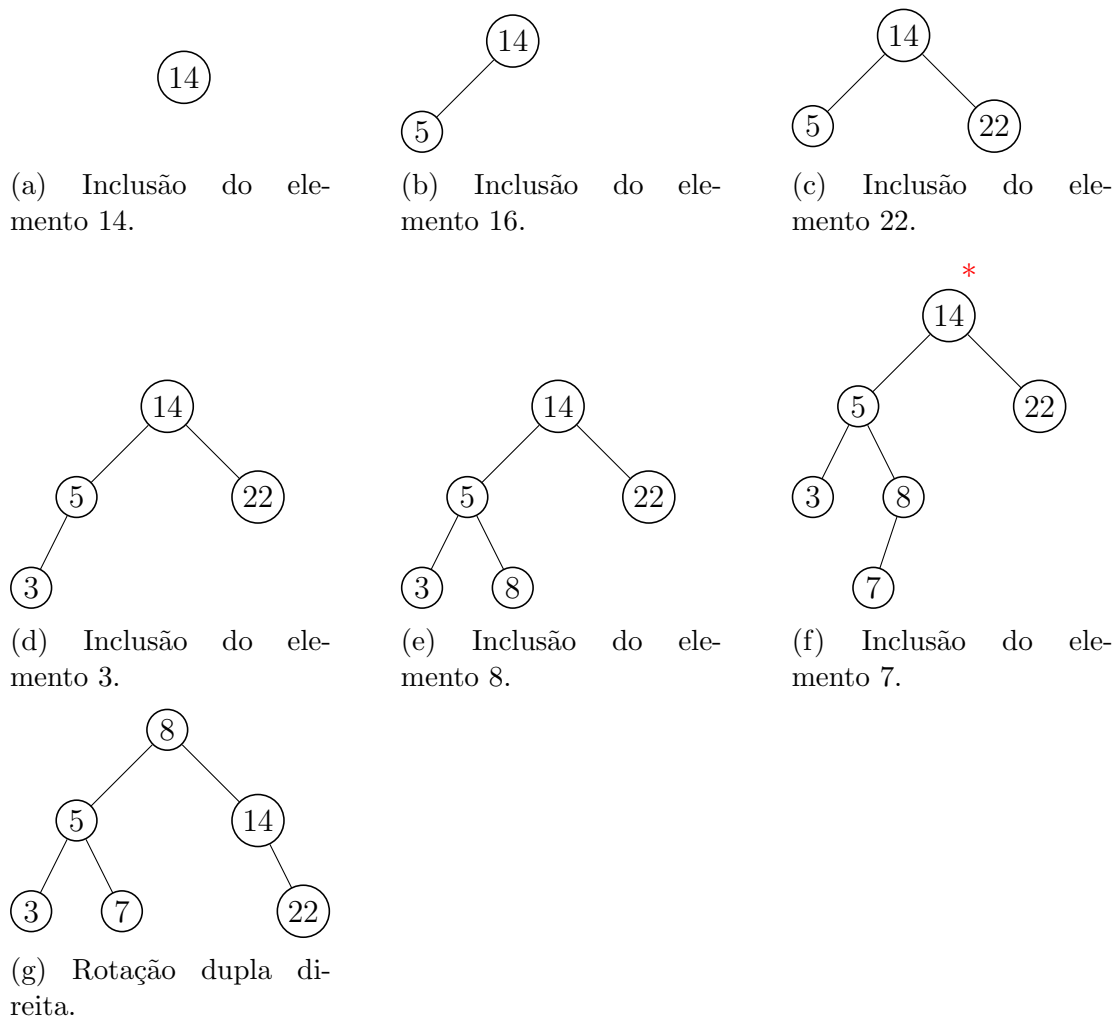 14
14
5
14
5
22
(a) Inclusão do ele-
mento 14.
(b) Inclusão do ele-
mento 16.
(c) Inclusão do ele-
mento 22.
14
5
22
3
(d) Inclusão do ele-
mento 3.
14
5
22
3
8
(e) Inclusão do ele-
mento 8.
*
14
5
22
3
8
7
(f) Inclusão do ele-
mento 7.
8
5
14
3
7
22
(g) Rotação dupla di-
reita.